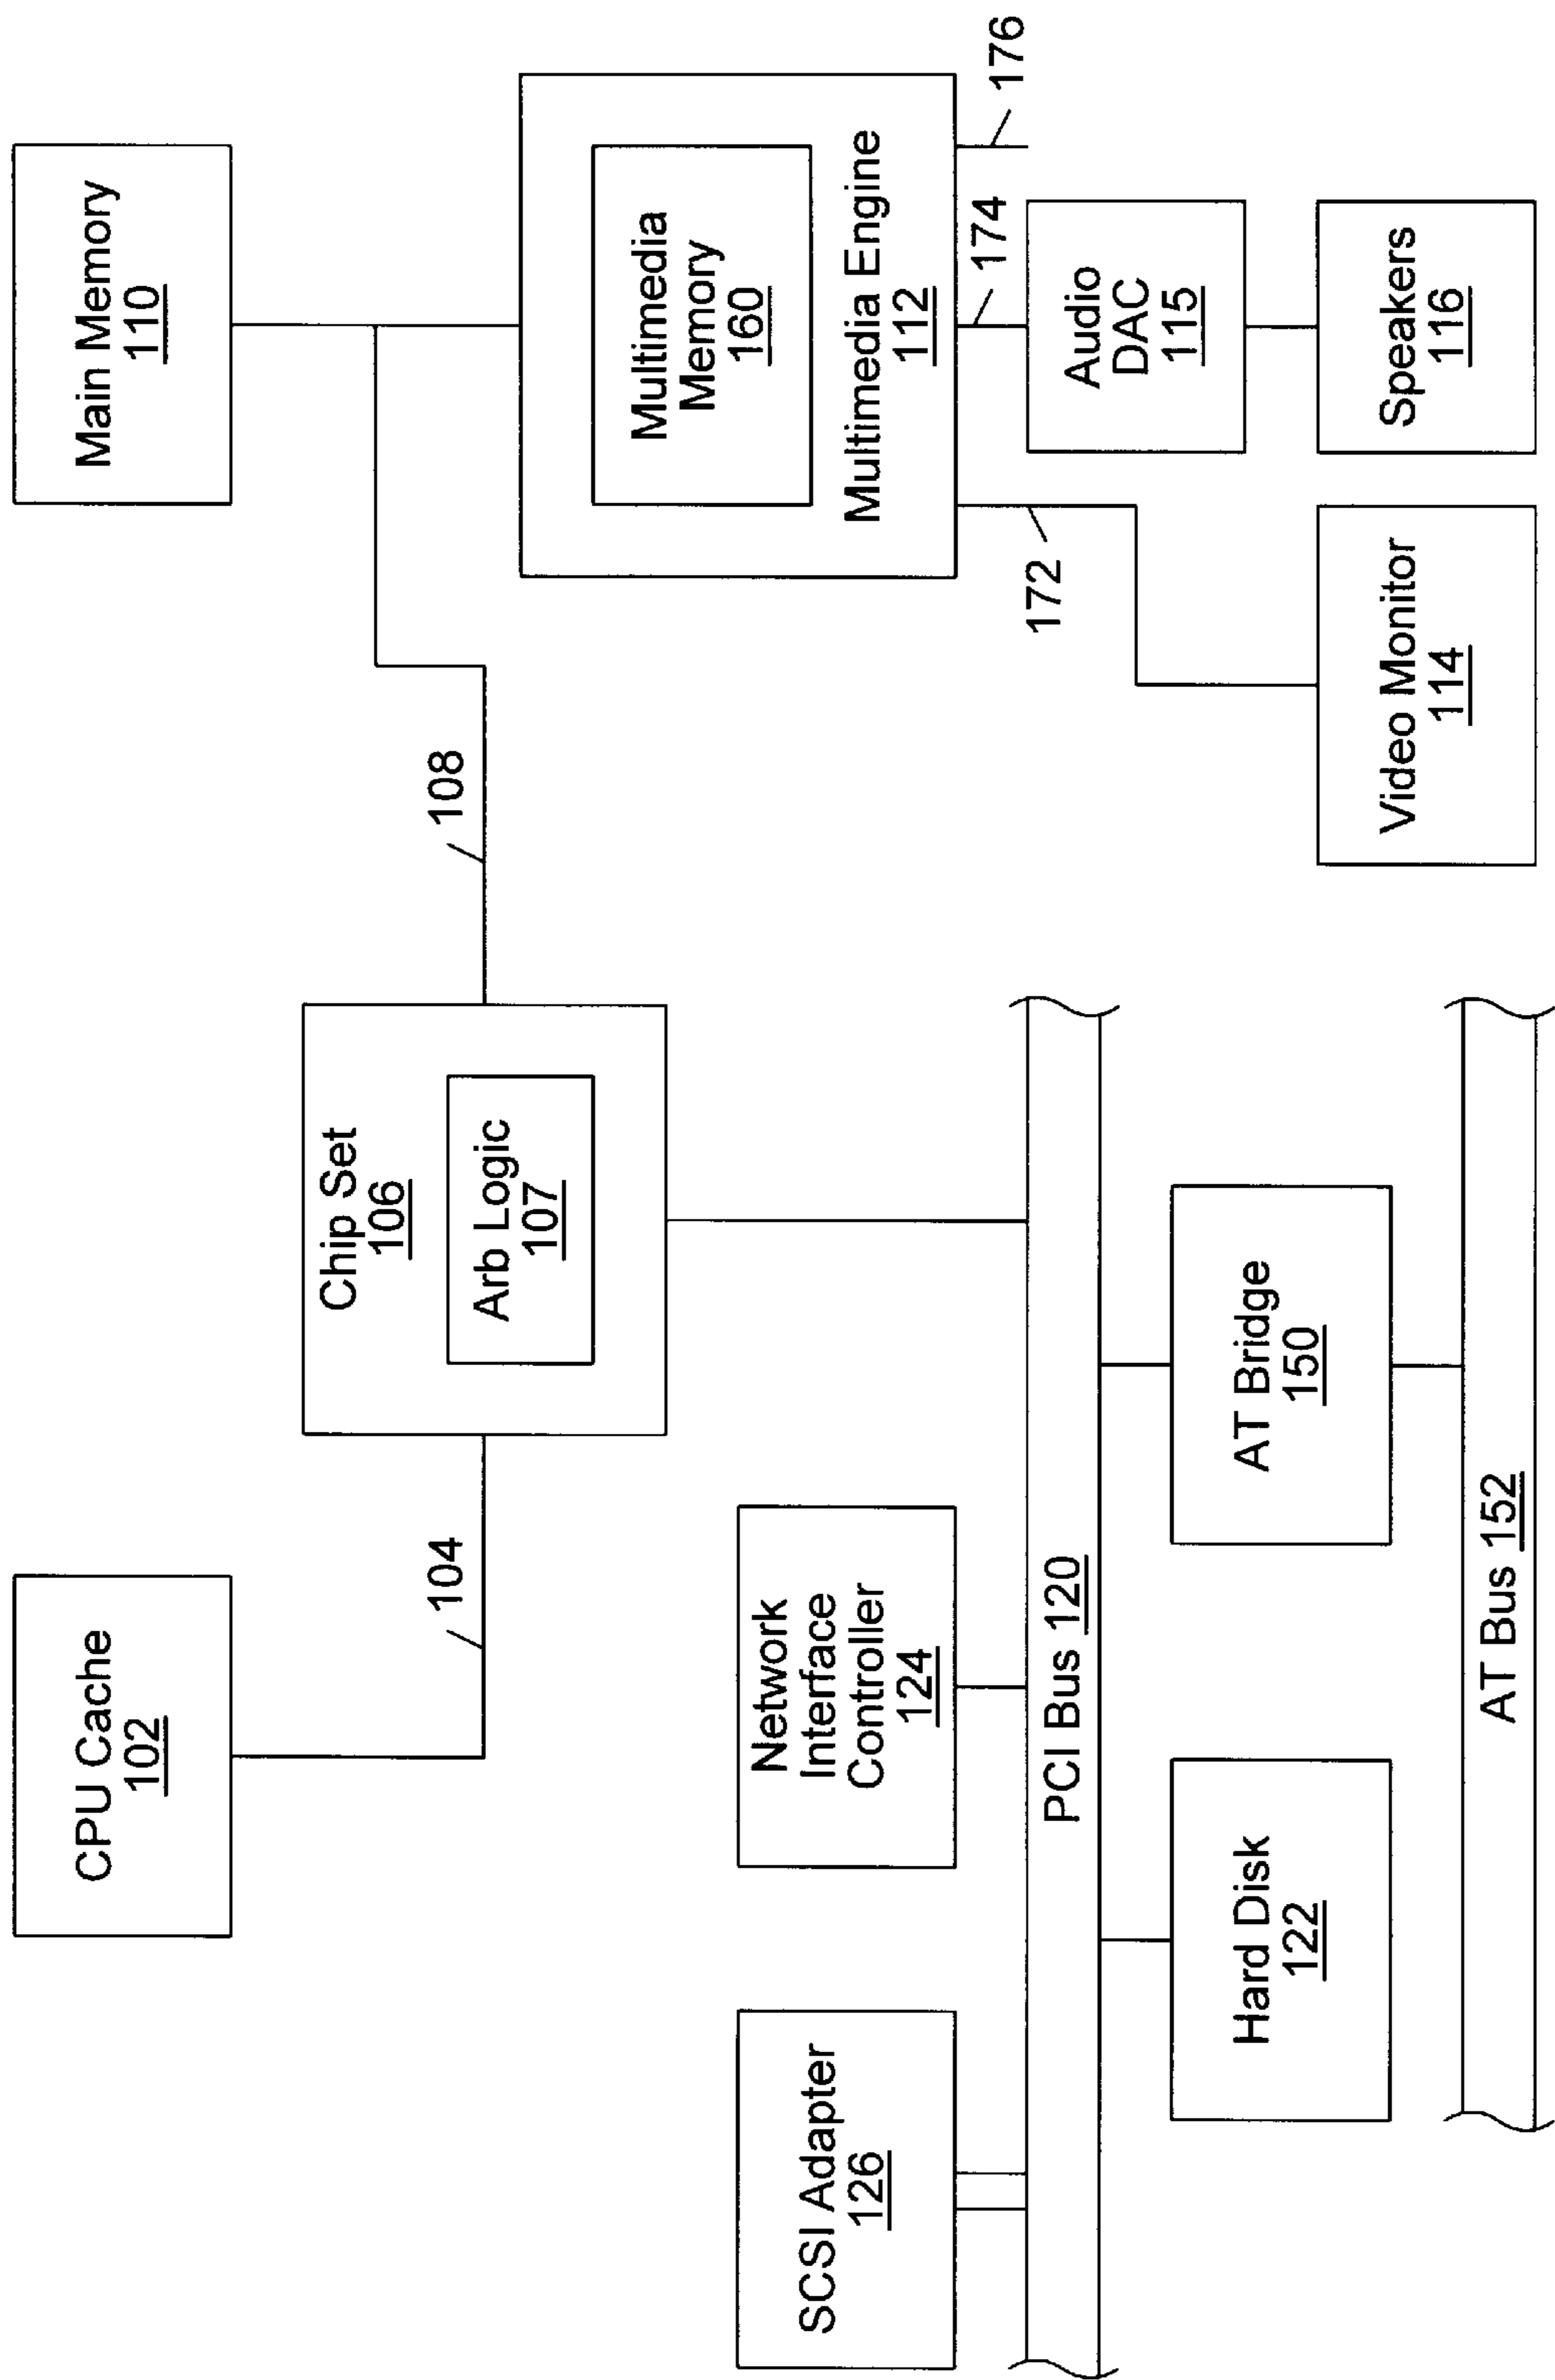 CPU Cache
102
104
Chip Set
106
Arb Logic
107
108
Main Memory
110
Multimedia
Memory
160
Multimedia Engine
112
172
174
176
Audio
DAC
115
Speakers
116
Video Monitor
114
SCSI Adapter
126
Network
Interface
Controller
124
PCI Bus 120
Hard Disk
122
AT Bridge
150
AT Bus 152